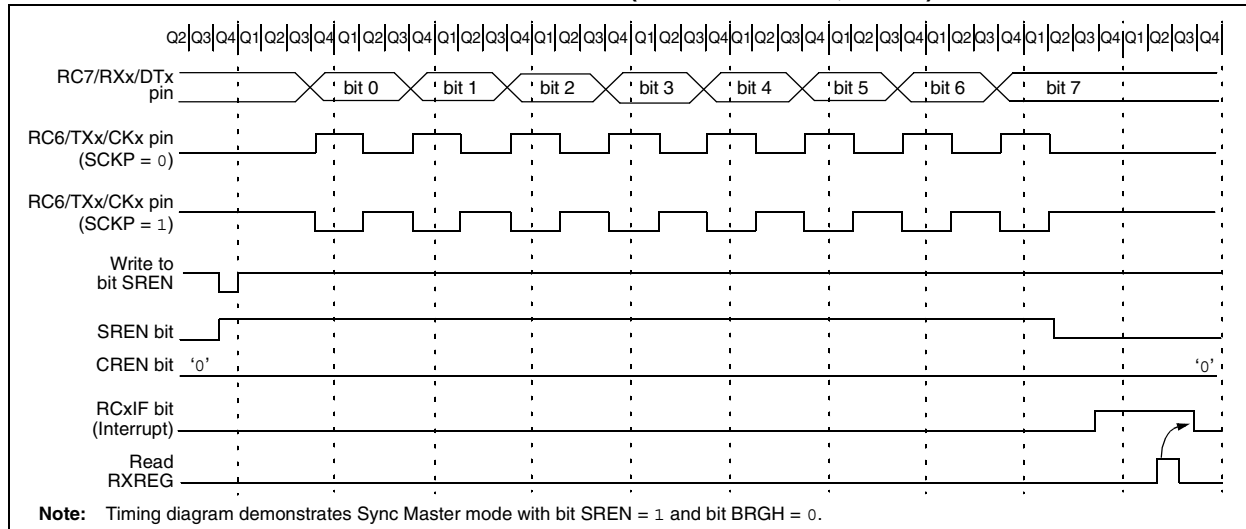 Q2 Q3 Q4 Q1 Q2 Q3 Q4 Q1 Q2 Q3 Q4 Q1 Q2 Q3 Q4 Q1 Q2 Q3 Q4 Q1 Q2 Q3 Q4 Q1 Q2 Q3 Q4 Q1 Q2 Q3 Q4 Q1 Q2 Q3 Q4 Q1 Q2 Q3 Q4 Q1 Q2 Q3 Q4
RC7/RXx/DTx
pin
bit 0 bit 1 bit 2 bit 3 bit 4 bit 5 bit 6 bit 7
RC6/TXx/CKx pin
(SCKP = 0)
RC6/TXx/CKx pin
(SCKP = 1)
Write to
bit SREN
SREN bit
CREN bit ‘0’ ‘0’
RCxIF bit
(Interrupt)
Read
RXREG
Note: Timing diagram demonstrates Sync Master mode with bit SREN = 1 and bit BRGH = 0.